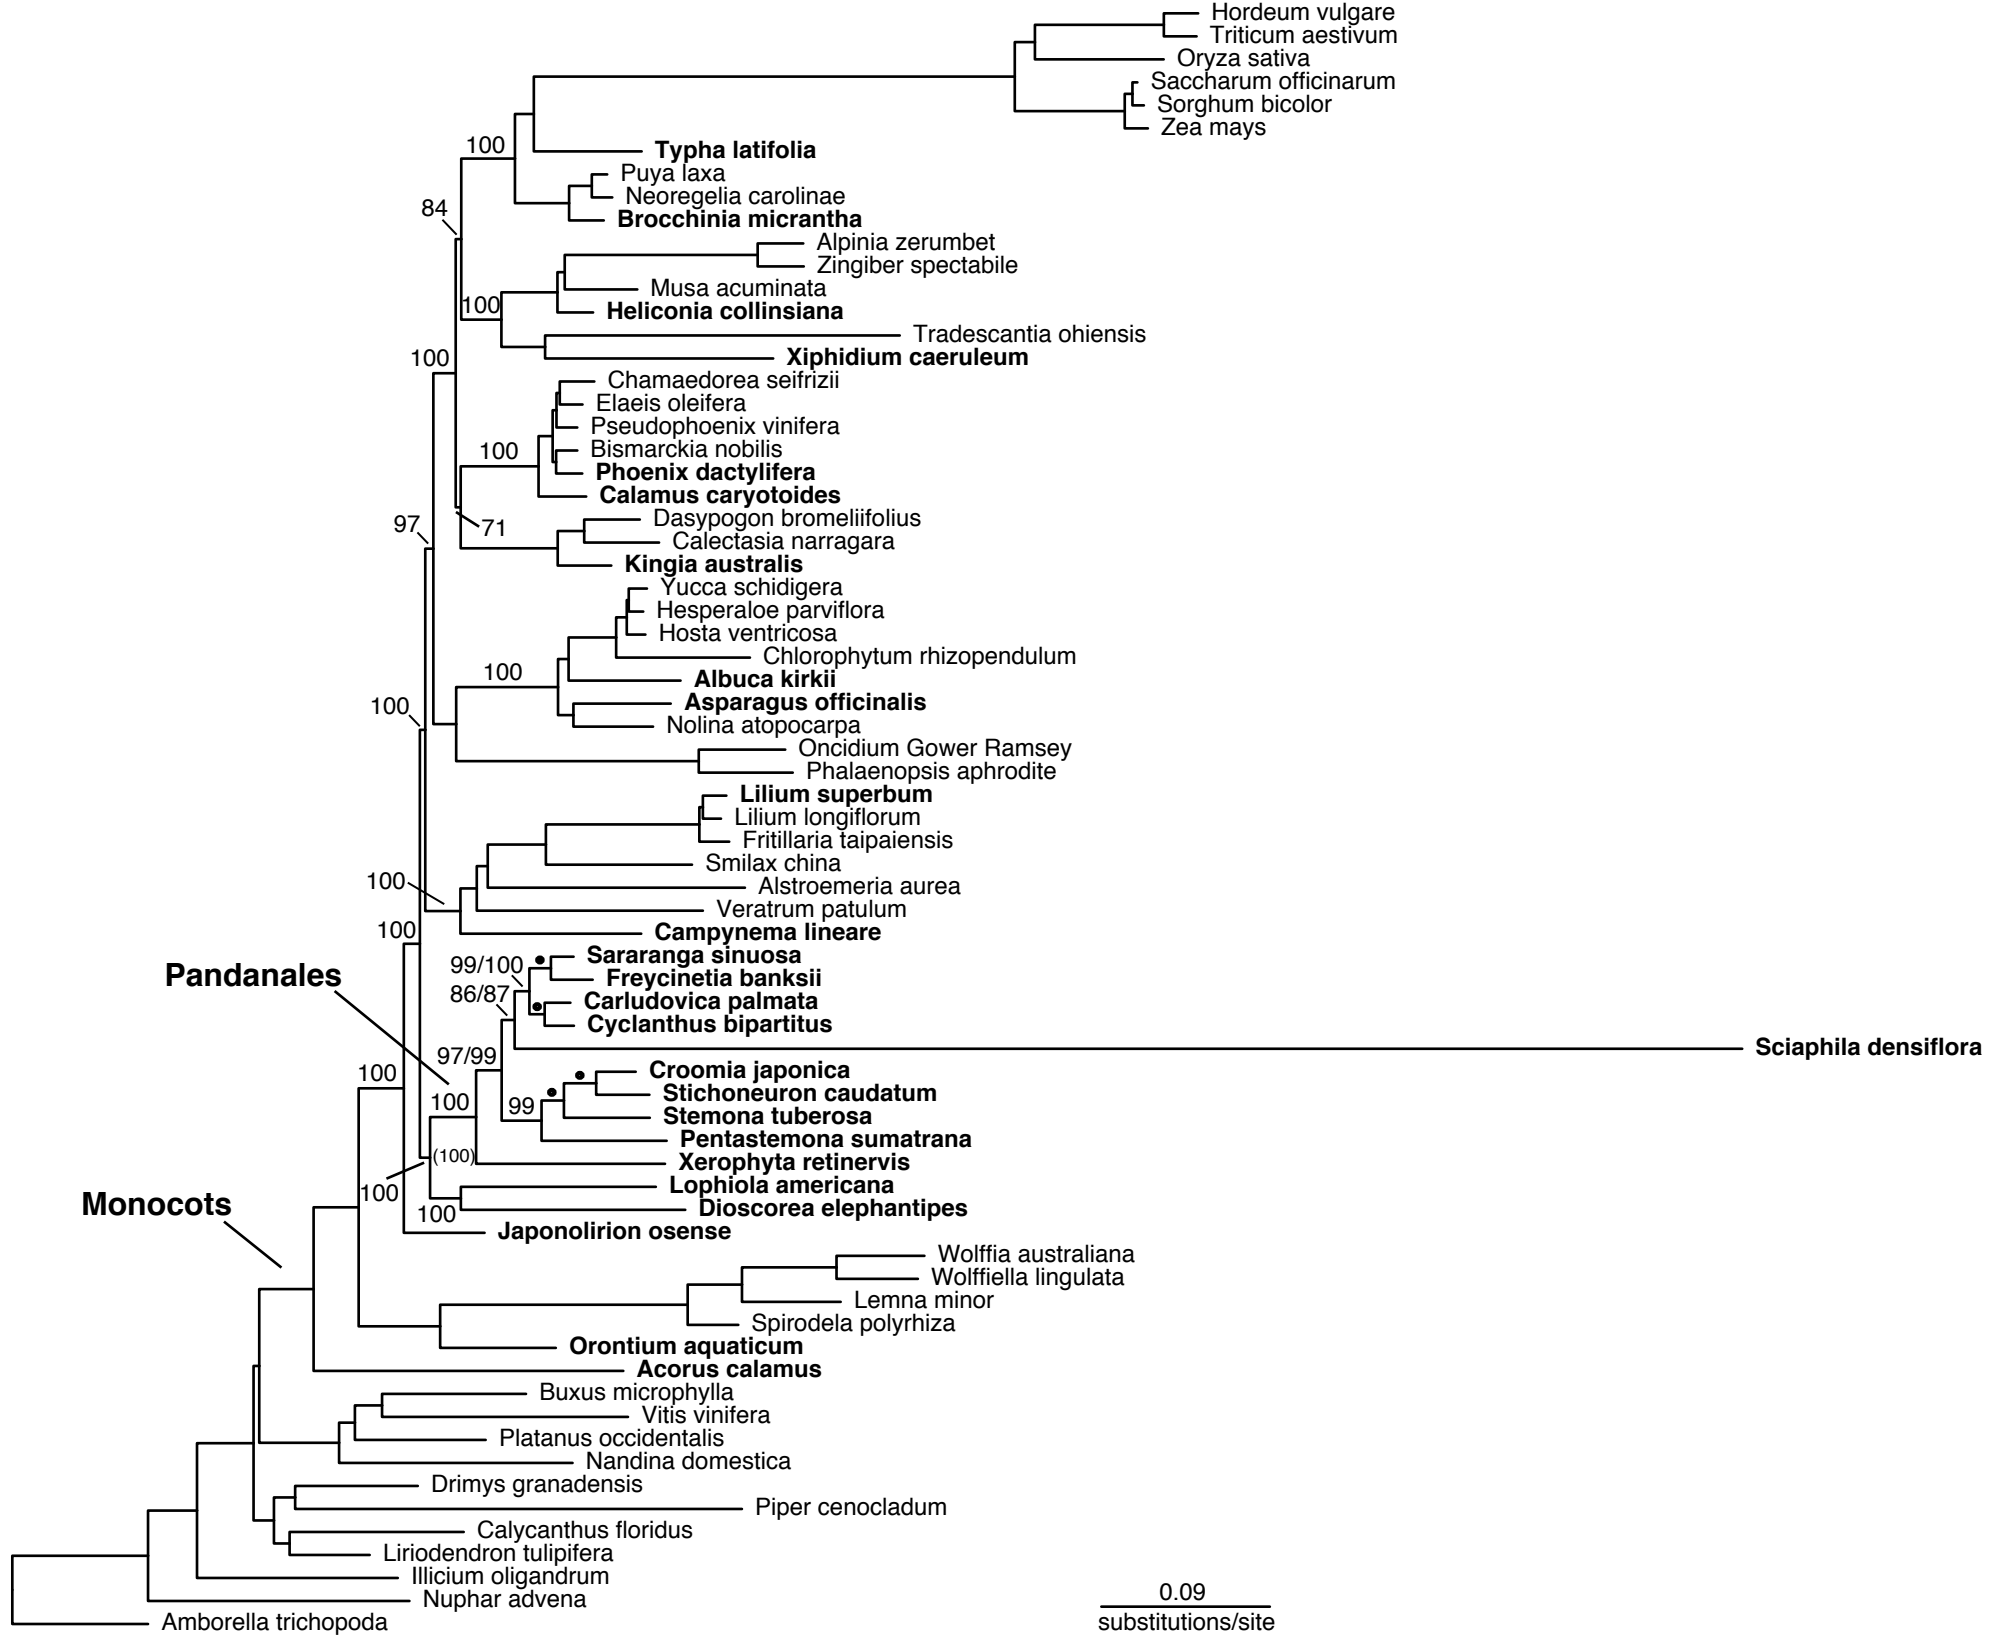 Hordeum vulgare
Triticum aestivum
Oryza sativa
Saccharum officinarum
Sorghum bicolor
Zea mays
100
Typha latifolia
Puya laxa
Neoregelia carolinae
84
Brocchinia micrantha
Alpinia zerumbet
Zingiber spectabile
Musa acuminata
100
Heliconia collinsiana
Tradescantia ohiensis
100
Xiphidium caeruleum
Chamaedorea seifrizii
Elaeis oleifera
Pseudophoenix vinifera
100
Bismarckia nobilis
Phoenix dactylifera
Calamus caryotoides
97
71
Dasypogon bromeliifolius
Calectasia narragara
Kingia australis
Yucca schidigera
Hesperaloe parviflora
Hosta ventricosa
Chlorophytum rhizopendulum
100
Albuca kirkii
100
Asparagus officinalis
Nolina atopocarpa
Oncidium Gower Ramsey
Phalaenopsis aphrodite
Lilium superbum
Lilium longiflorum
Fritillaria taipaiensis
Smilax china
100
Alstroemeria aurea
Veratrum patulum
100
Campynema lineare
Sararanga sinuosa
Pandanales
99/100
Freycinetia banksii
86/87
Carludovica palmata
Cyclanthus bipartitus
Sciaphila densiflora
97/99
Croomia japonica
100
Stichoneuron caudatum
100
99
Stemona tuberosa
Pentastemona sumatrana
(100)
Xerophyta retinervis
100
Lophiola americana
Monocots
100
Dioscorea elephantipes
Japonolirion osense
Wolffia australiana
Wolffiella lingulata
Lemna minor
Spirodela polyrhiza
Orontium aquaticum
Acorus calamus
Buxus microphylla
Vitis vinifera
Platanus occidentalis
Nandina domestica
Drimys granadensis
Piper cenocladum
Calycanthus floridus
Liriodendron tulipifera
Illicium oligandrum
Nuphar advena
Amborella trichopoda
0.09
substitutions/site